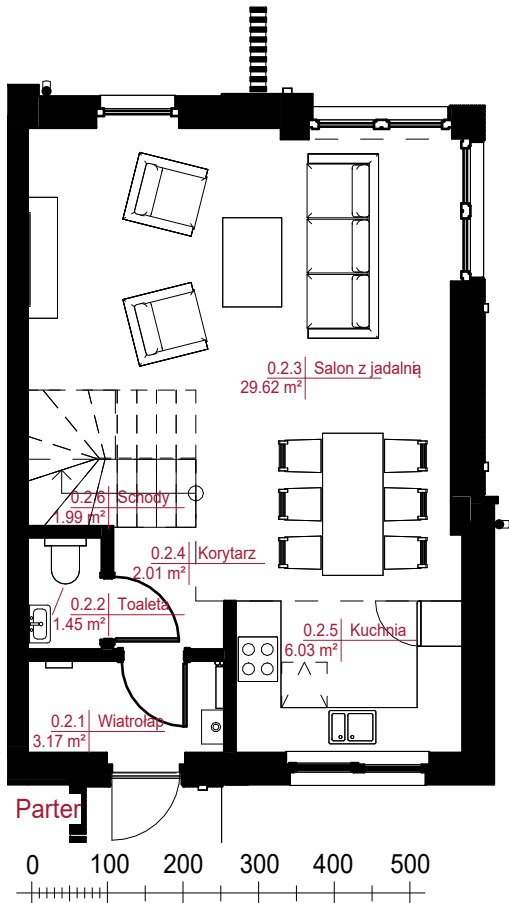 0.2.3 Salon z jadalnią
29.62 m²
0.2.6 Schody
1.99 m²
0.2.4 Korytarz
2.01 m²
0.2.2 Toaleta
1.45 m²
0.2.5 Kuchnia
6.03 m²
0.2.1 Wiatrołap
3.17 m²
Parter
0 100 200 300 400 500